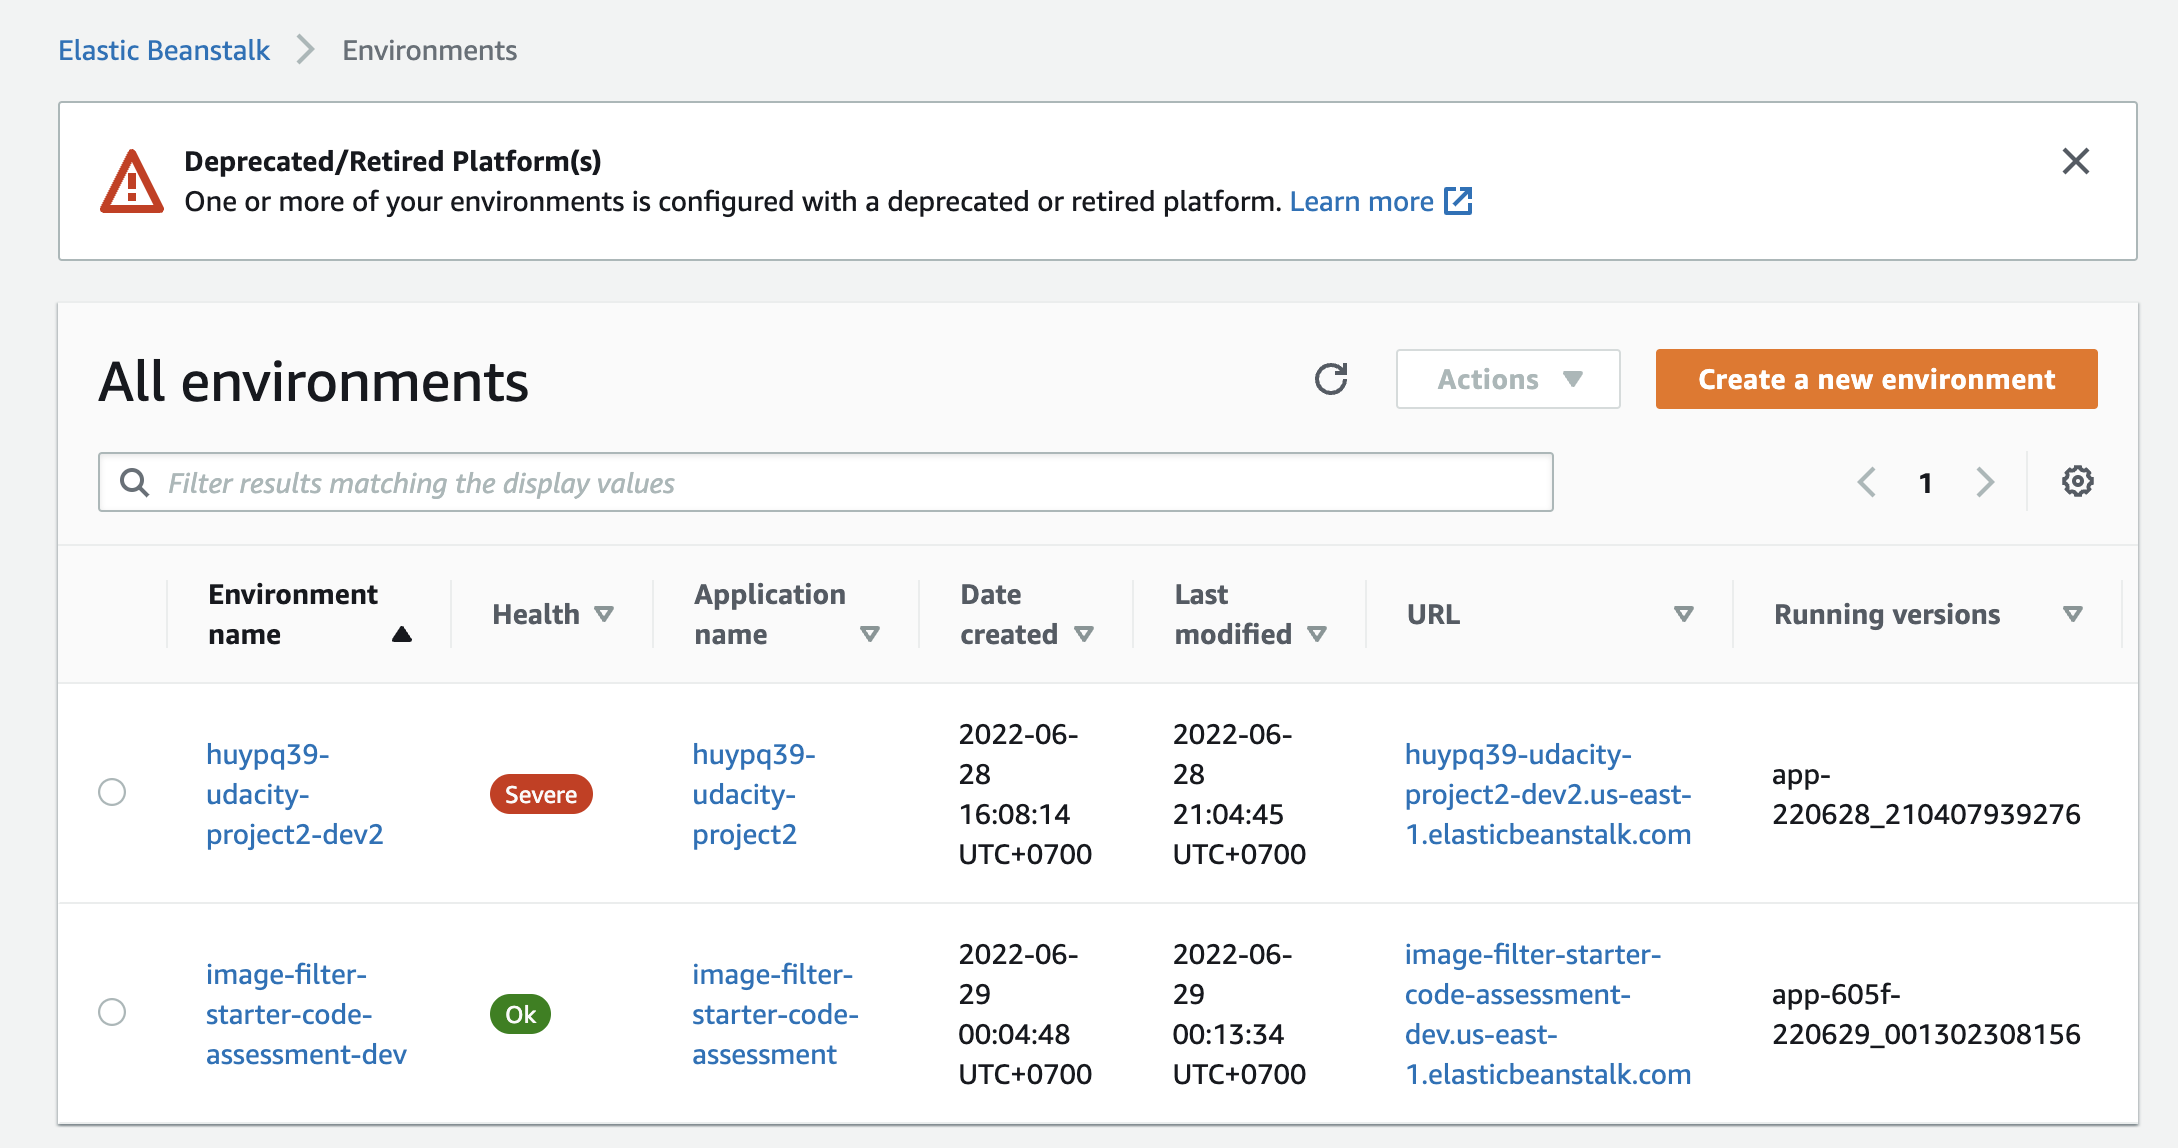 Elastic Beanstalk > Environments
Deprecated/Retired Platform(s)
One or more of your environments is configured with a deprecated or retired platform. Learn more
All environments
Actions
Create a new environment
Filter results matching the display values
1
Environment
name
Health
Application
name
Date
created
Last
modified
URL
Running versions
huypq39-
udacity-
project2-dev2
Severe
huypq39-
udacity-
project2
2022-06-
28
16:08:14
UTC+0700
2022-06-
28
21:04:45
UTC+0700
huypq39-udacity-
project2-dev2.us-east-
1.elasticbeanstalk.com
app-
220628_210407939276
image-filter-
starter-code-
assessment-dev
Ok
image-filter-
starter-code-
assessment
2022-06-
29
00:04:48
UTC+0700
2022-06-
29
00:13:34
UTC+0700
image-filter-starter-
code-assessment-
dev.us-east-
1.elasticbeanstalk.com
app-605f-
220629_001302308156